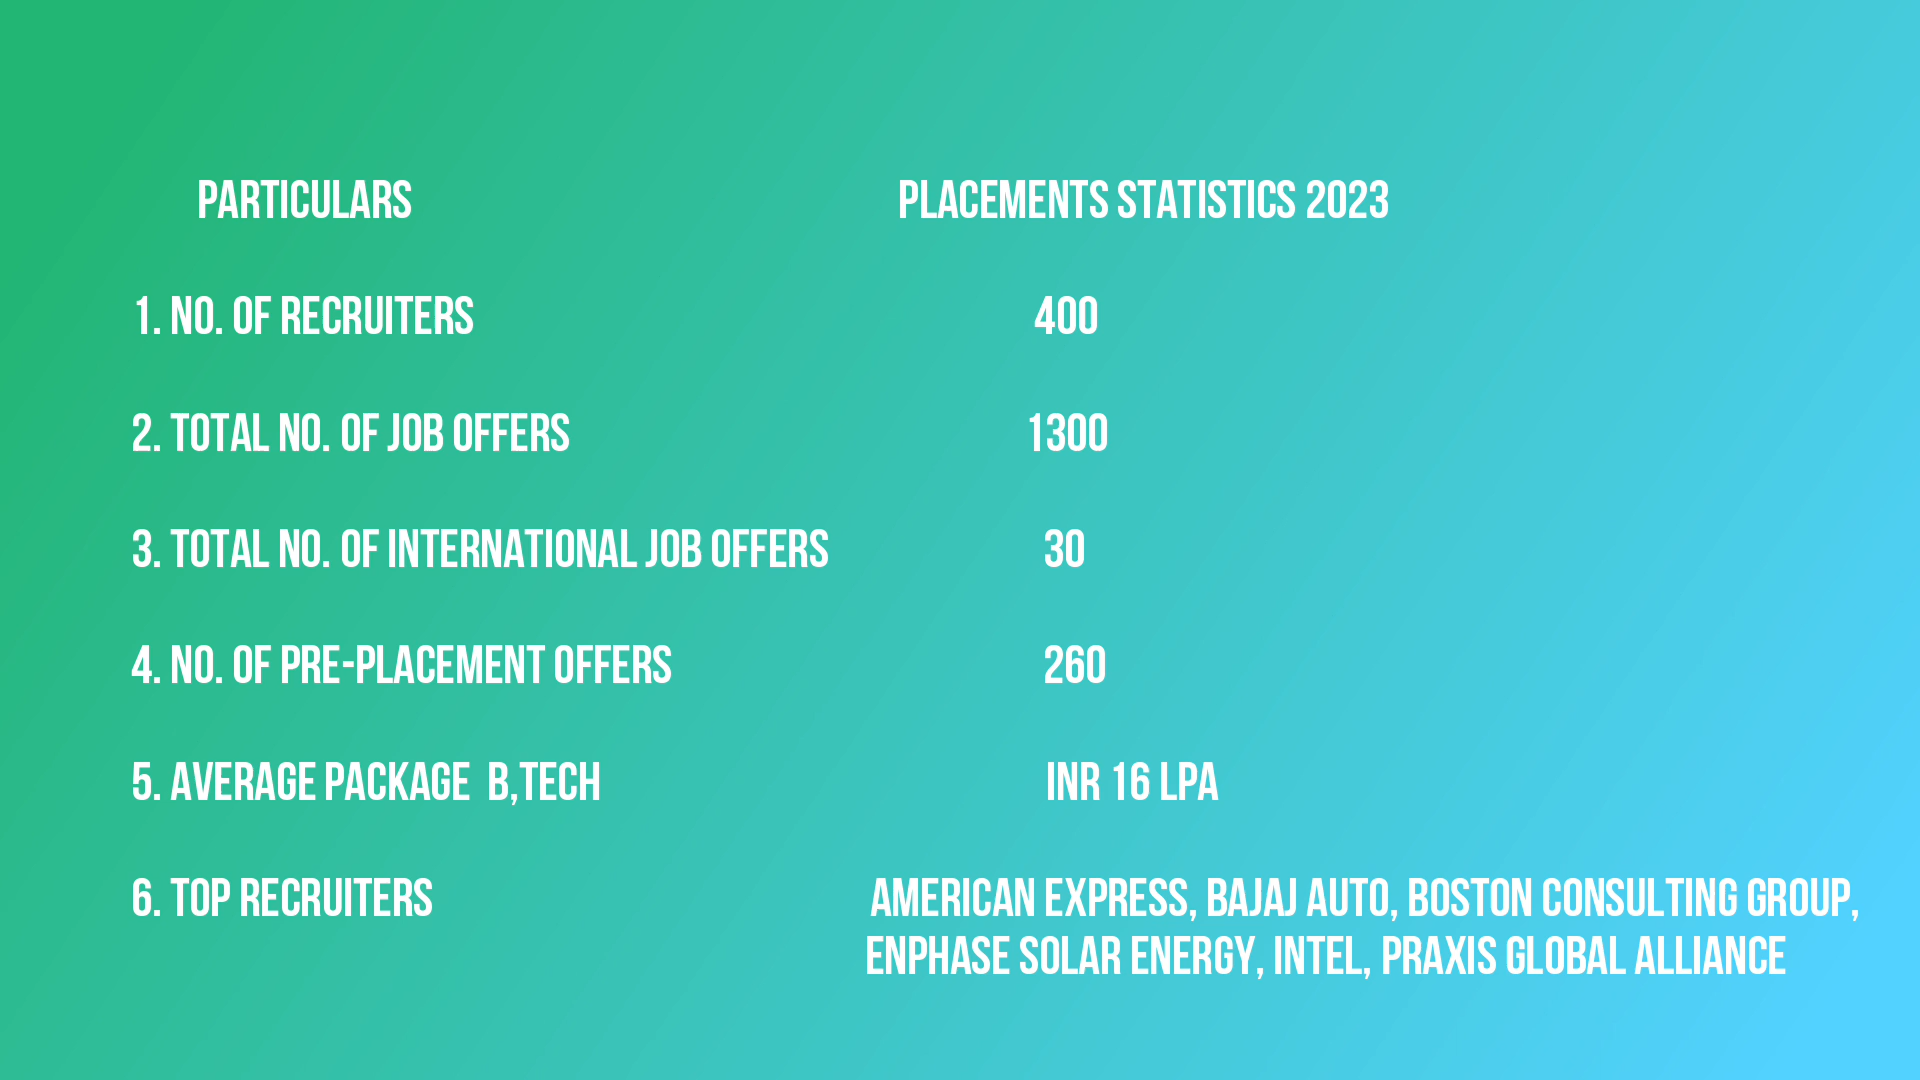 PARTICULARS PLACEMENTS STATISTICS 2023
1. NO. OF RECRUITERS 400
2. TOTAL NO. OF JOB OFFERS 1300
3. TOTAL NO. OF INTERNATIONAL JOB OFFERS 30
4. NO. OF PRE-PLACEMENT OFFERS 260
5. AVERAGE PACKAGE B,TECH INR 16 LPA
6. TOP RECRUITERS AMERICAN EXPRESS, BAJAJ AUTO, BOSTON CONSULTING GROUP,
ENPHASE SOLAR ENERGY, INTEL, PRAXIS GLOBAL ALLIANCE